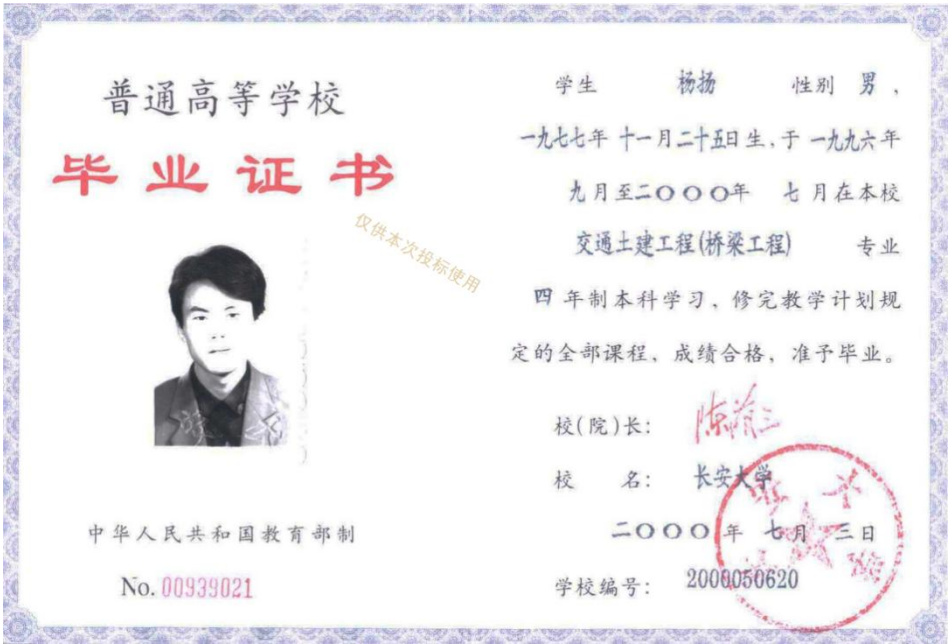 普通高等学校
毕业证书
仅供本次投标使用
中华人民共和国教育部制
No. 00939021
学生 杨扬 性别 男，
一九七七年 十一月二十五日生，于 一九九六年
九月至二〇〇〇年 七 月在本校
交通土建工程(桥梁工程) 专业
四 年制本科学习，修完教学计划规
定的全部课程，成绩合格，准予毕业。
校(院)长：
校 名： 长安大学
二〇〇〇年 七月 三日
学校编号： 2000050620